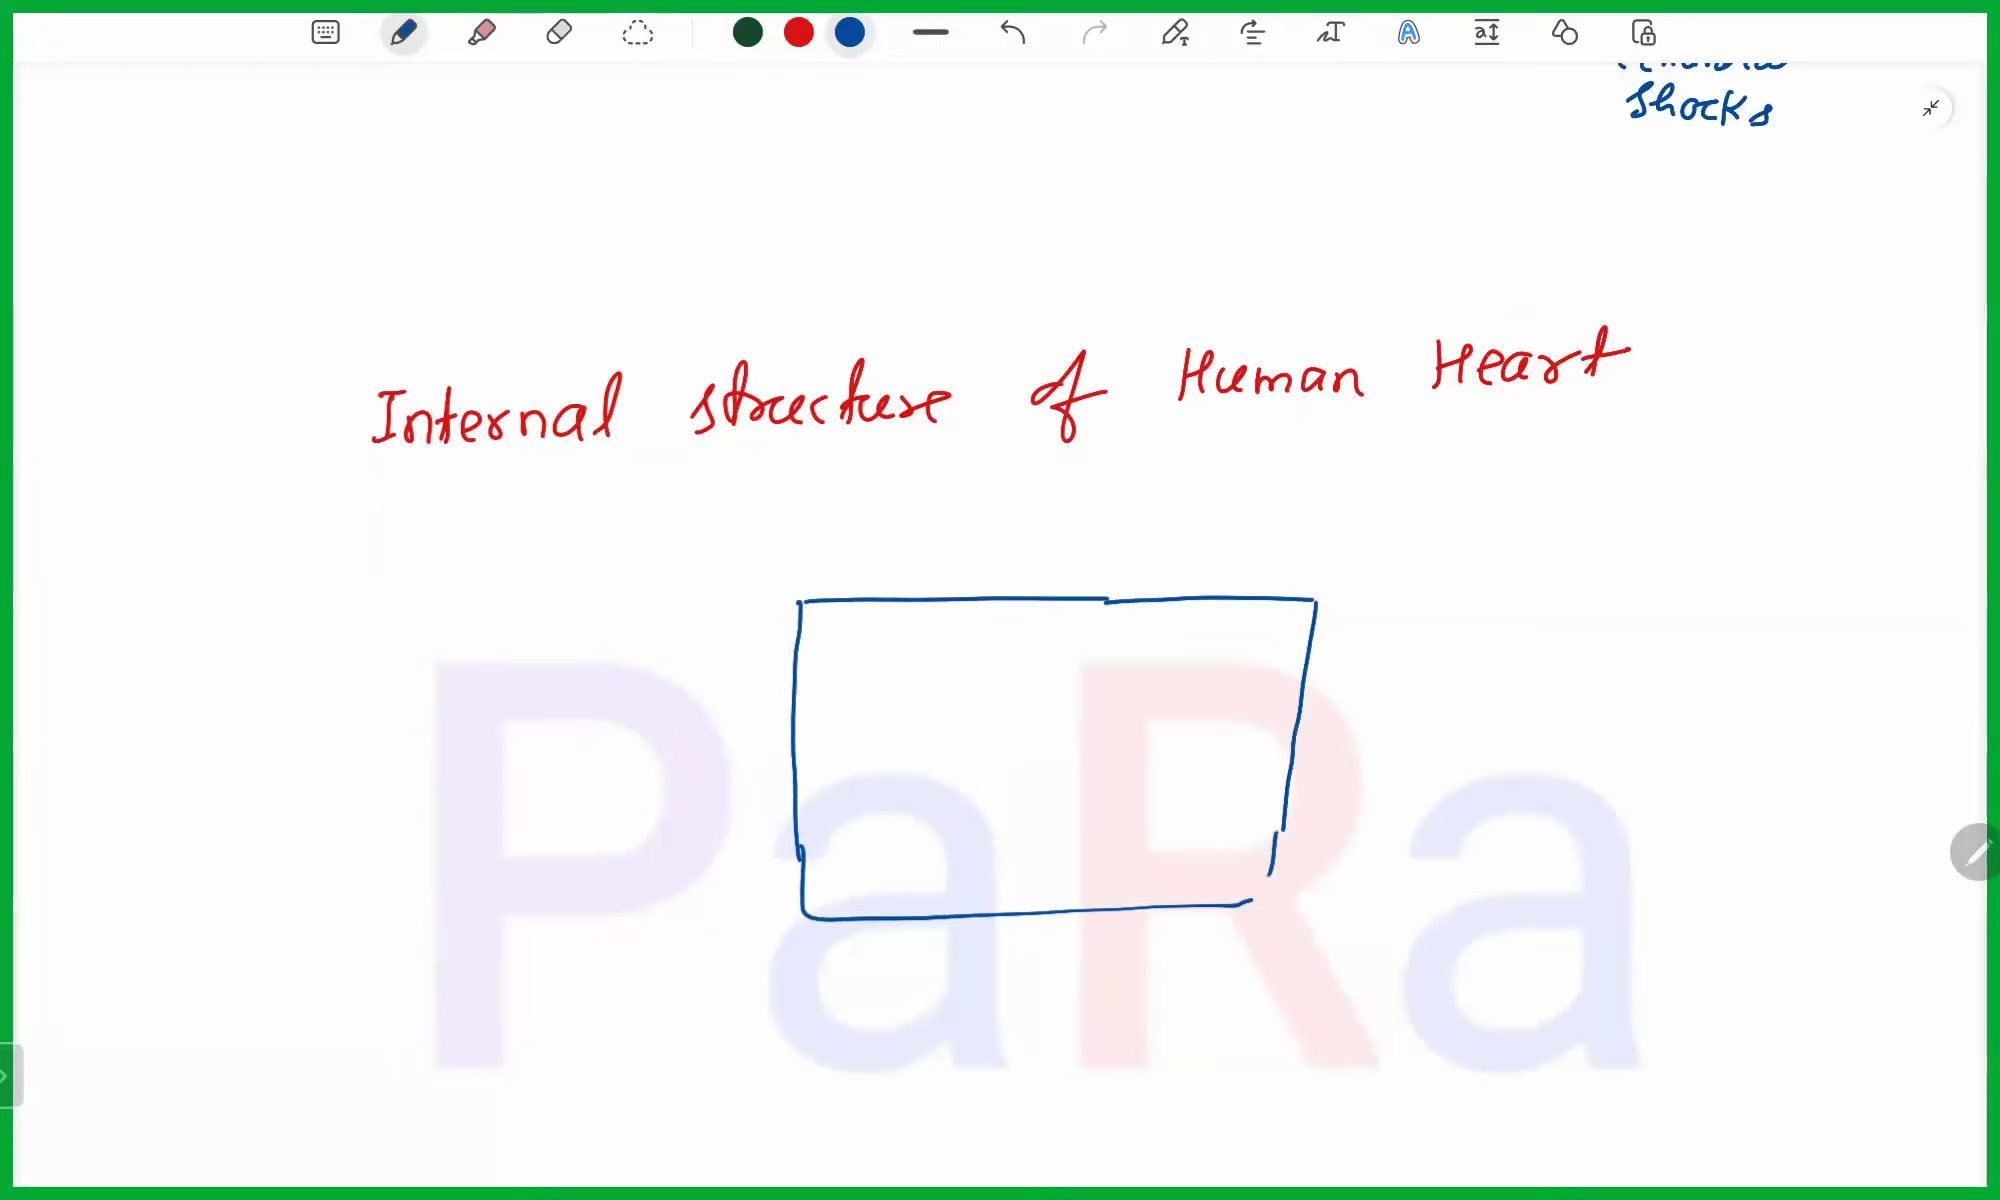 shocks
Internal structure of Human Heart
PaRa